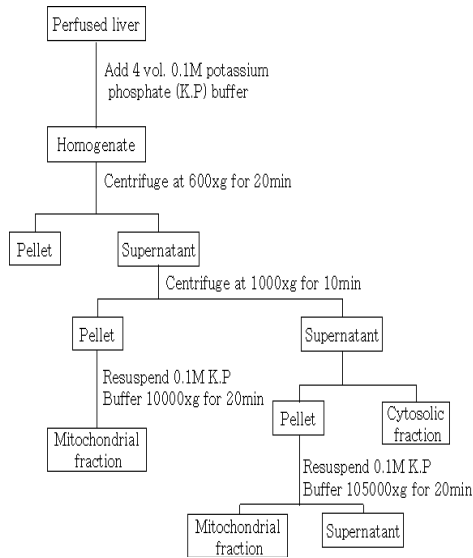 Perfused liver
Add 4 vol. 0.1M potassium
phosphate (K.P) buffer
Homogenate
Centrifuge at 600xg for 20min
Pellet
Supernatant
Centrifuge at 1000xg for 10min
Pellet
Supernatant
Resuspend 0.1M K.P
Buffer 10000xg for 20min
Mitochondrial
fraction
Pellet
Cytosolic
fraction
Resuspend 0.1M K.P
Buffer 105000xg for 20min
Mitochondrial
fraction
Supernatant